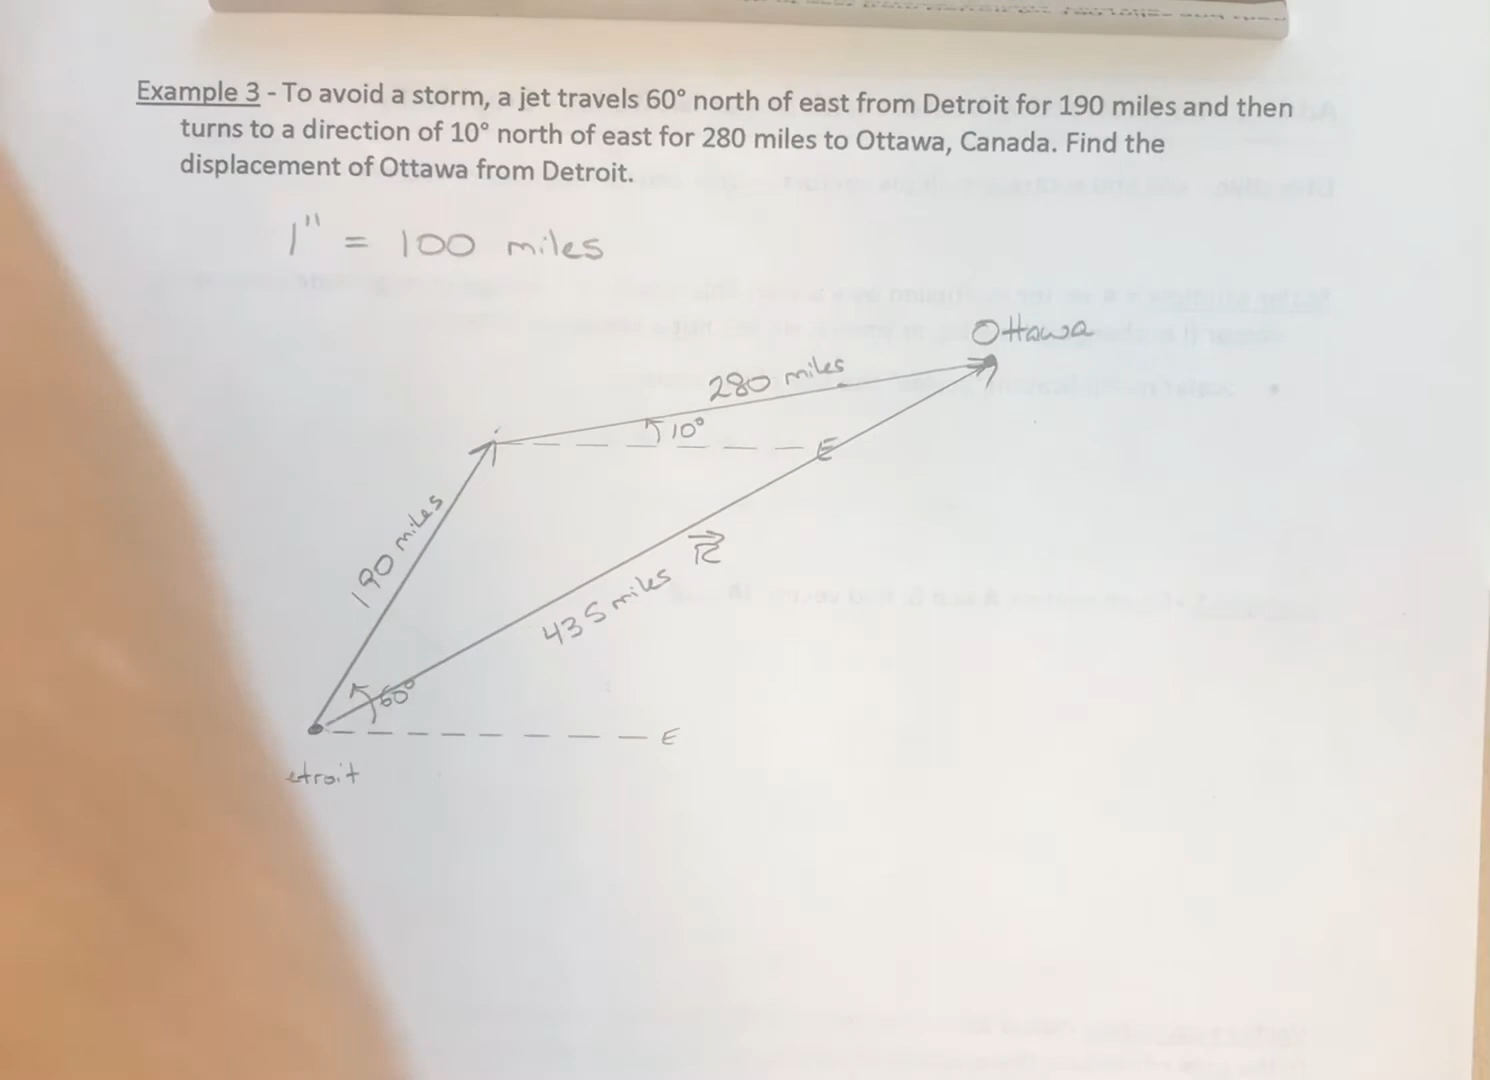 Example 3 - To avoid a storm, a jet travels 60° north of east from Detroit for 190 miles and then
turns to a direction of 10° north of east for 280 miles to Ottawa, Canada. Find the
displacement of Ottawa from Detroit.
1" = 100 miles
Ottawa
280 miles
10°
E
190 miles
R
435 miles
60°
E
etroit